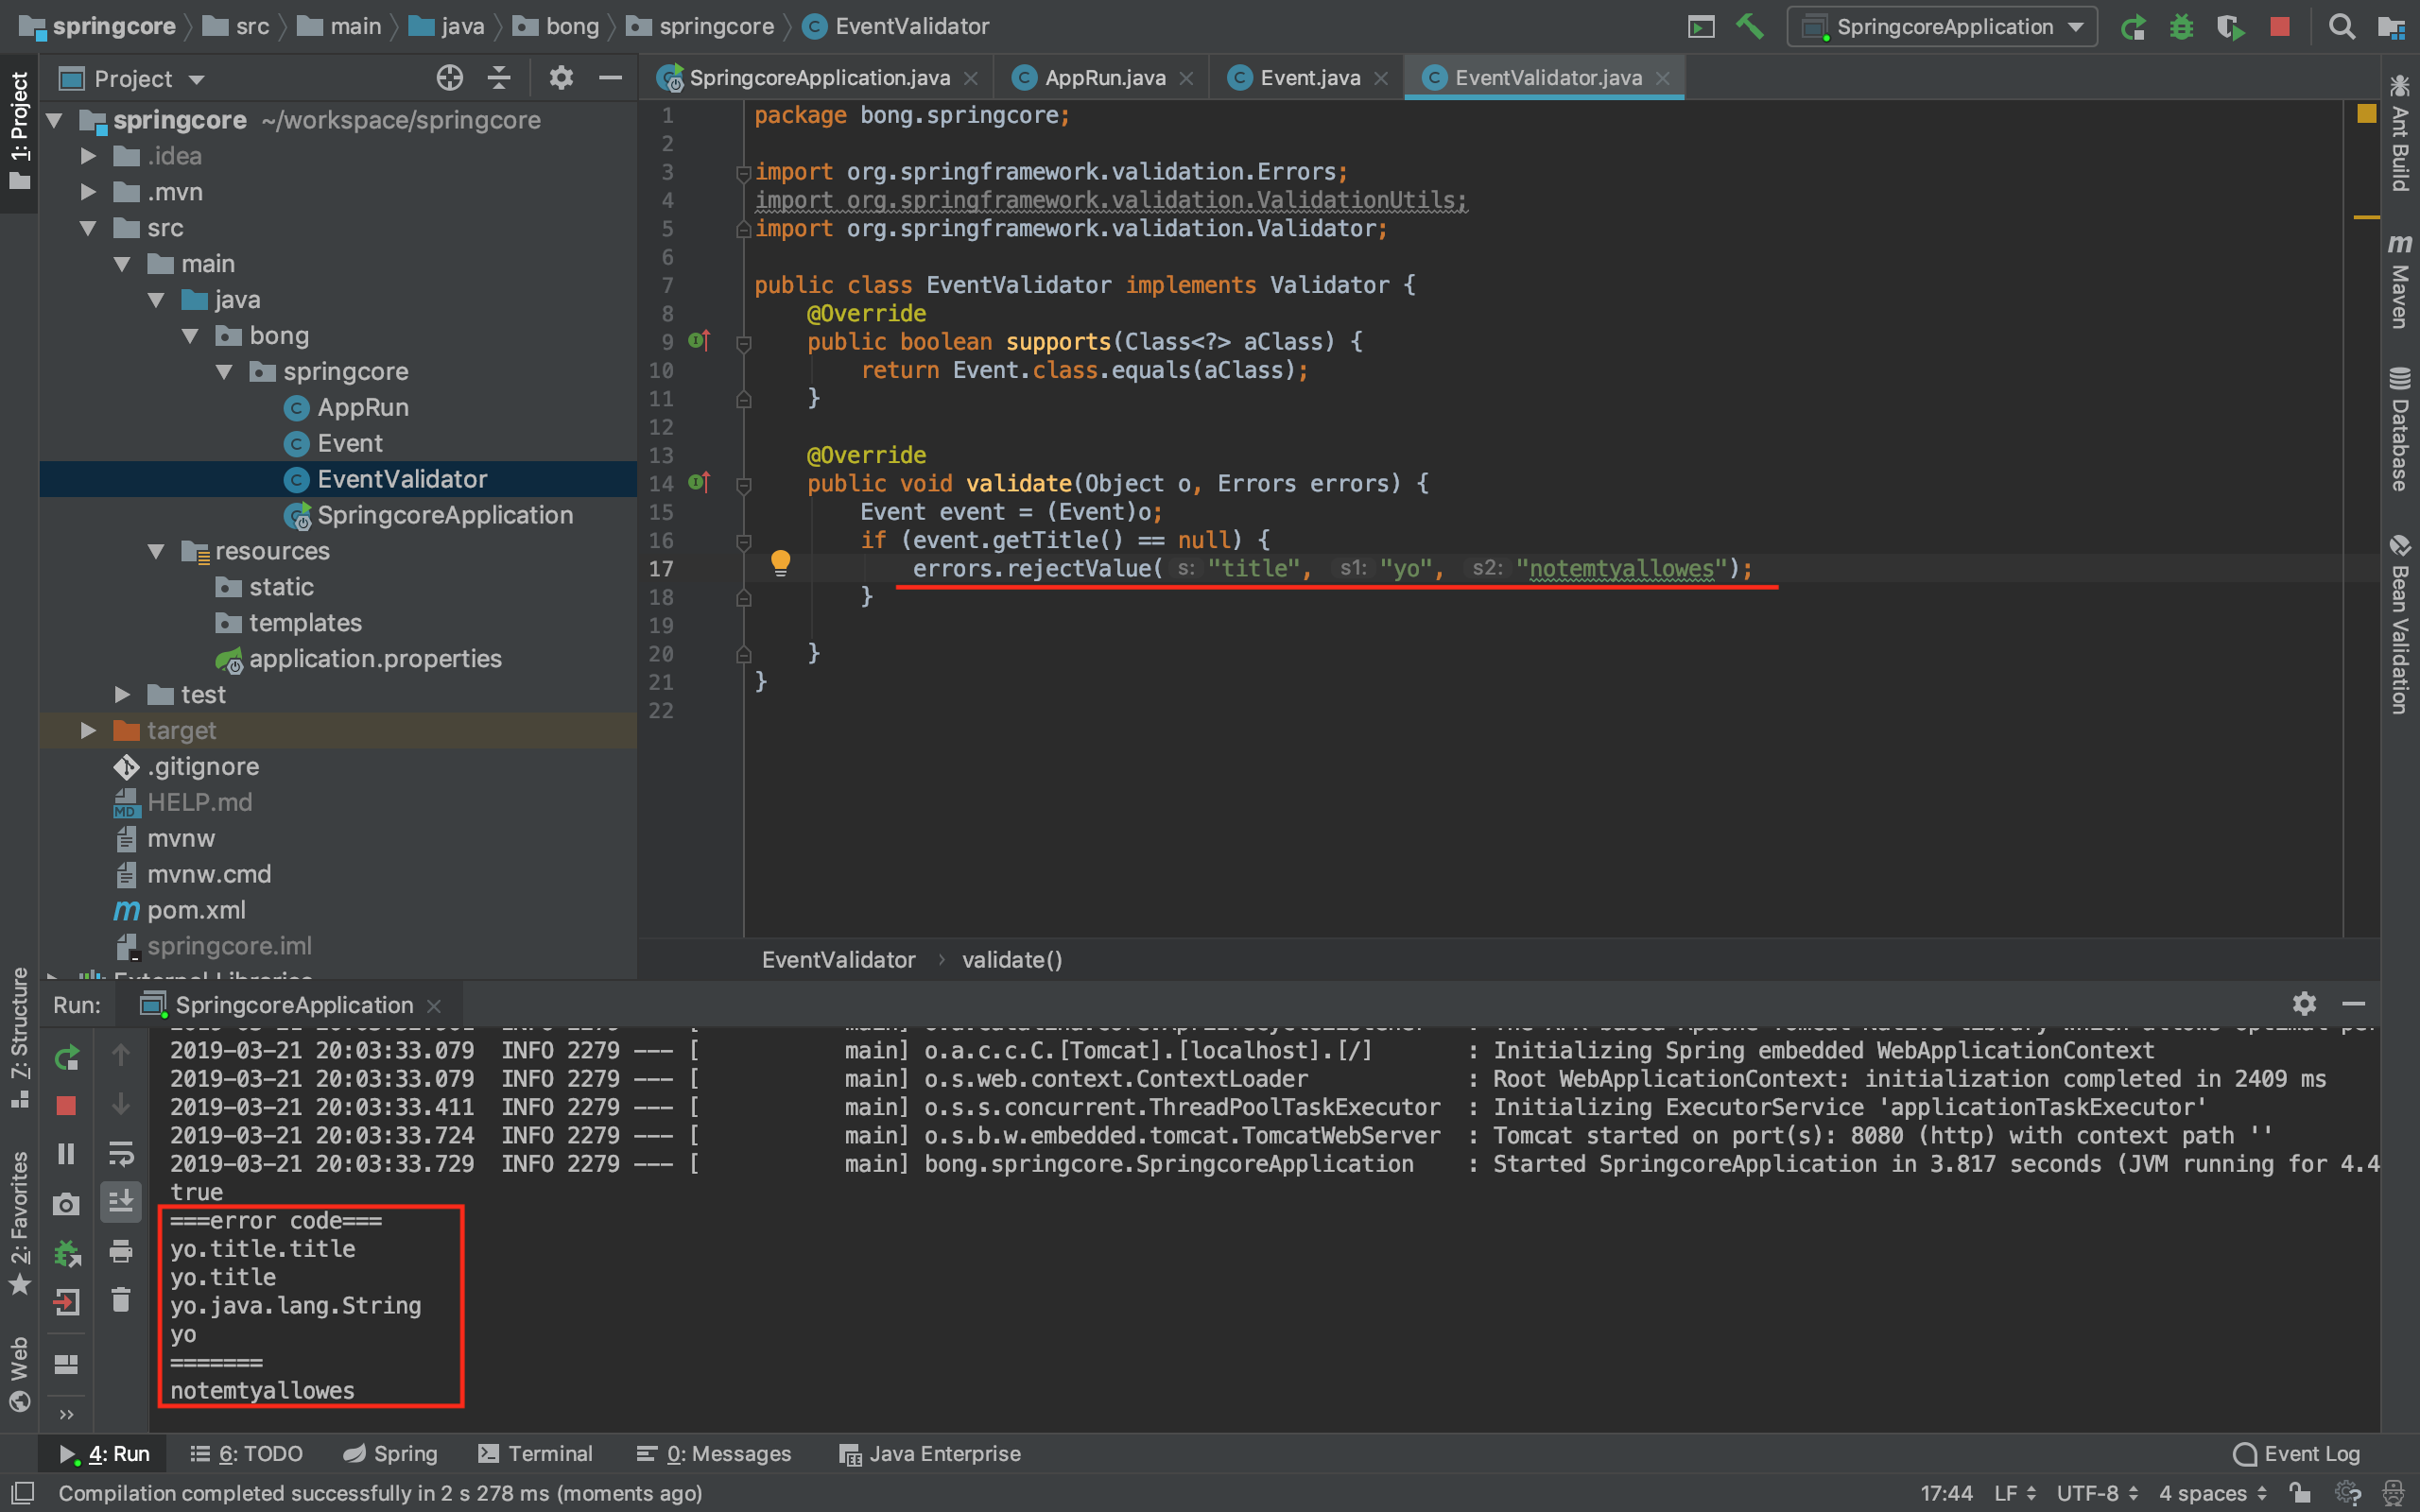 springcore src main java bong springcore EventValidator
SpringcoreApplication
1: Project
Project
springcore ~/workspace/springcore
.idea
.mvn
src
main
java
bong
springcore
AppRun
Event
EventValidator
SpringcoreApplication
resources
static
templates
application.properties
test
target
.gitignore
HELP.md
mvnw
mvnw.cmd
pom.xml
springcore.iml
External Libraries
SpringcoreApplication.java AppRun.java Event.java EventValidator.java
1 package bong.springcore;
2
3 import org.springframework.validation.Errors;
4 import org.springframework.validation.ValidationUtils;
5 import org.springframework.validation.Validator;
6
7 public class EventValidator implements Validator {
8 @Override
9 public boolean supports(Class<?> aClass) {
10 return Event.class.equals(aClass);
11 }
12
13 @Override
14 public void validate(Object o, Errors errors) {
15 Event event = (Event)o;
16 if (event.getTitle() == null) {
17 errors.rejectValue( s: "title", s1: "yo", s2: "notemtyallowes");
18 }
19
20 }
21 }
22
EventValidator › validate()
Ant Build
Maven
Database
Bean Validation
Z: Structure
2: Favorites
Web
Run: SpringcoreApplication
2019-03-21 20:03:33.079 INFO 2279 --- [ main] o.a.c.c.C.[Tomcat].[localhost].[/] : Initializing Spring embedded WebApplicationContext
2019-03-21 20:03:33.079 INFO 2279 --- [ main] o.s.web.context.ContextLoader : Root WebApplicationContext: initialization completed in 2409 ms
2019-03-21 20:03:33.411 INFO 2279 --- [ main] o.s.s.concurrent.ThreadPoolTaskExecutor : Initializing ExecutorService 'applicationTaskExecutor'
2019-03-21 20:03:33.724 INFO 2279 --- [ main] o.s.b.w.embedded.tomcat.TomcatWebServer : Tomcat started on port(s): 8080 (http) with context path ''
2019-03-21 20:03:33.729 INFO 2279 --- [ main] bong.springcore.SpringcoreApplication : Started SpringcoreApplication in 3.817 seconds (JVM running for 4.4
true
===error code===
yo.title.title
yo.title
yo.java.lang.String
yo
=======
notemtyallowes
4: Run 6: TODO Spring Terminal 0: Messages Java Enterprise Event Log
Compilation completed successfully in 2 s 278 ms (moments ago) 17:44 LF UTF-8 4 spaces